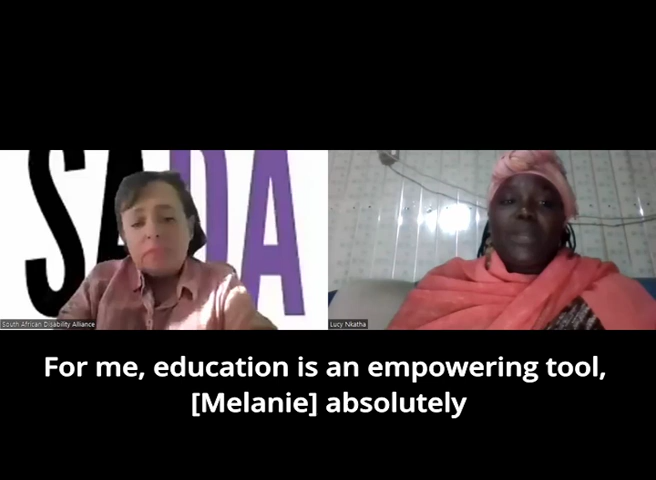 SADA
South African Disability Alliance
Lucy Nkatha
For me, education is an empowering tool,
[Melanie] absolutely